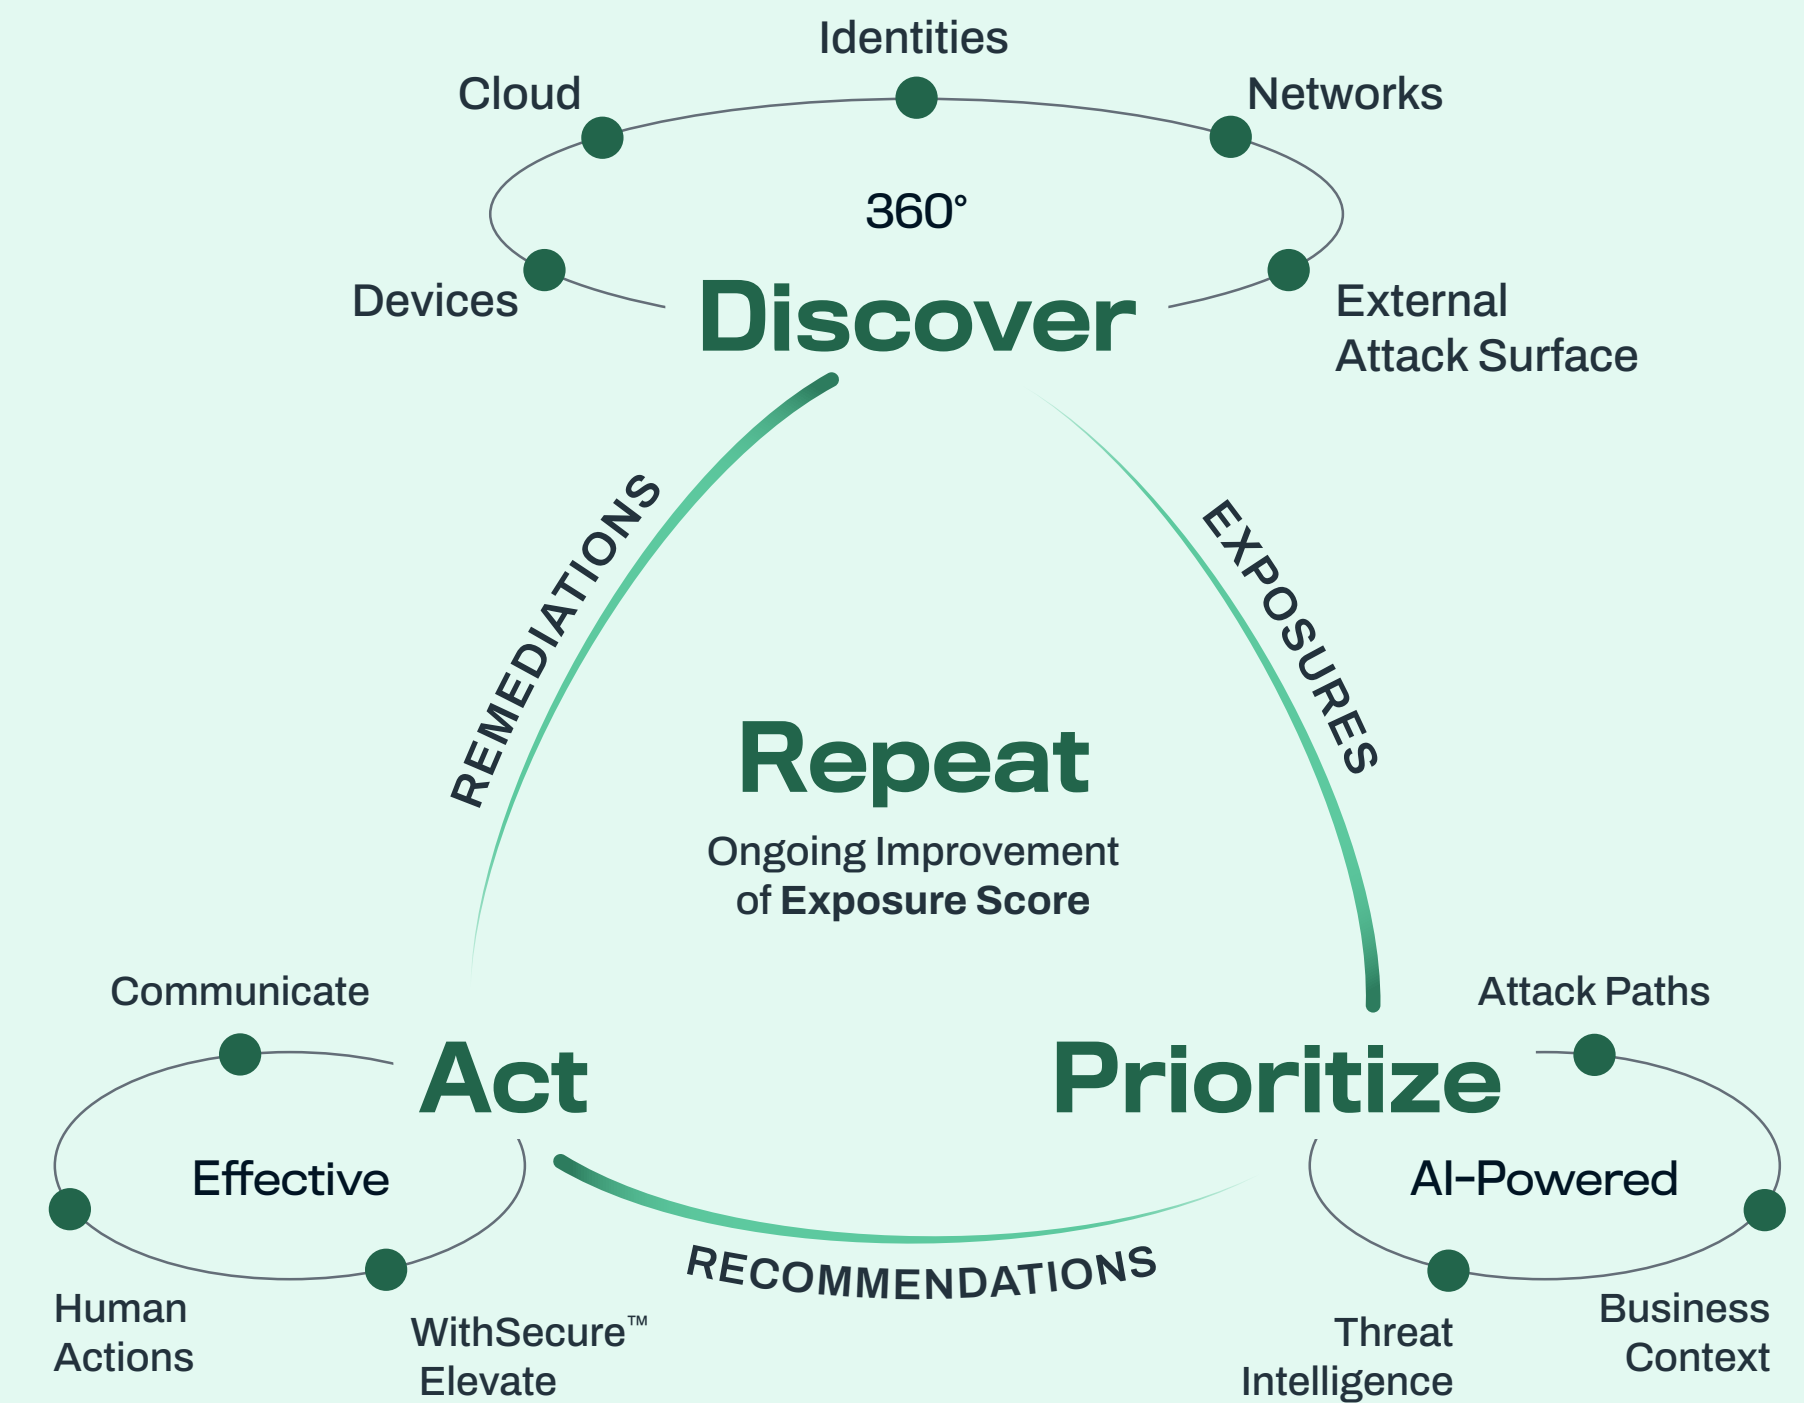 Identities
Cloud
Networks
360°
Devices
Discover
External
Attack Surface
REMEDIATIONS
EXPOSURES
Repeat
Ongoing Improvement
of Exposure Score
Communicate
Attack Paths
Act
Prioritize
Effective
AI-Powered
RECOMMENDATIONS
Human
Actions
WithSecure™
Elevate
Threat
Intelligence
Business
Context